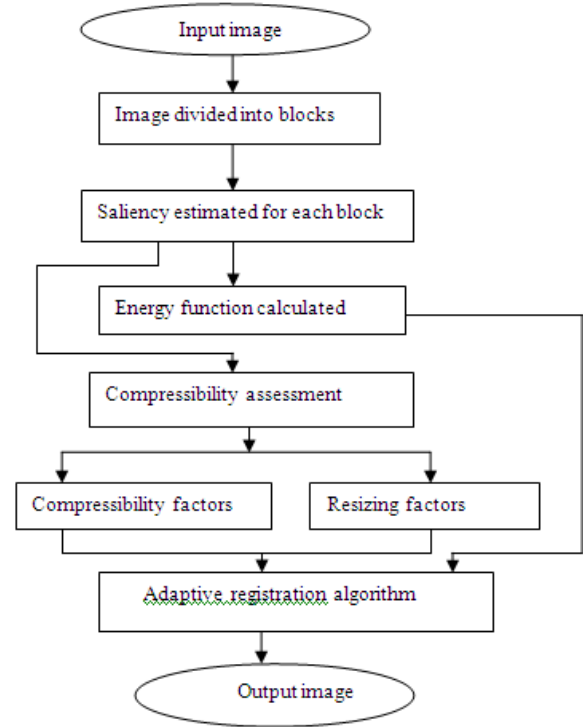 Input image
Image divided into blocks
Saliency estimated for each block
Energy function calculated
Compressibility assessment
Compressibility factors
Resizing factors
Adaptive registration algorithm
Output image